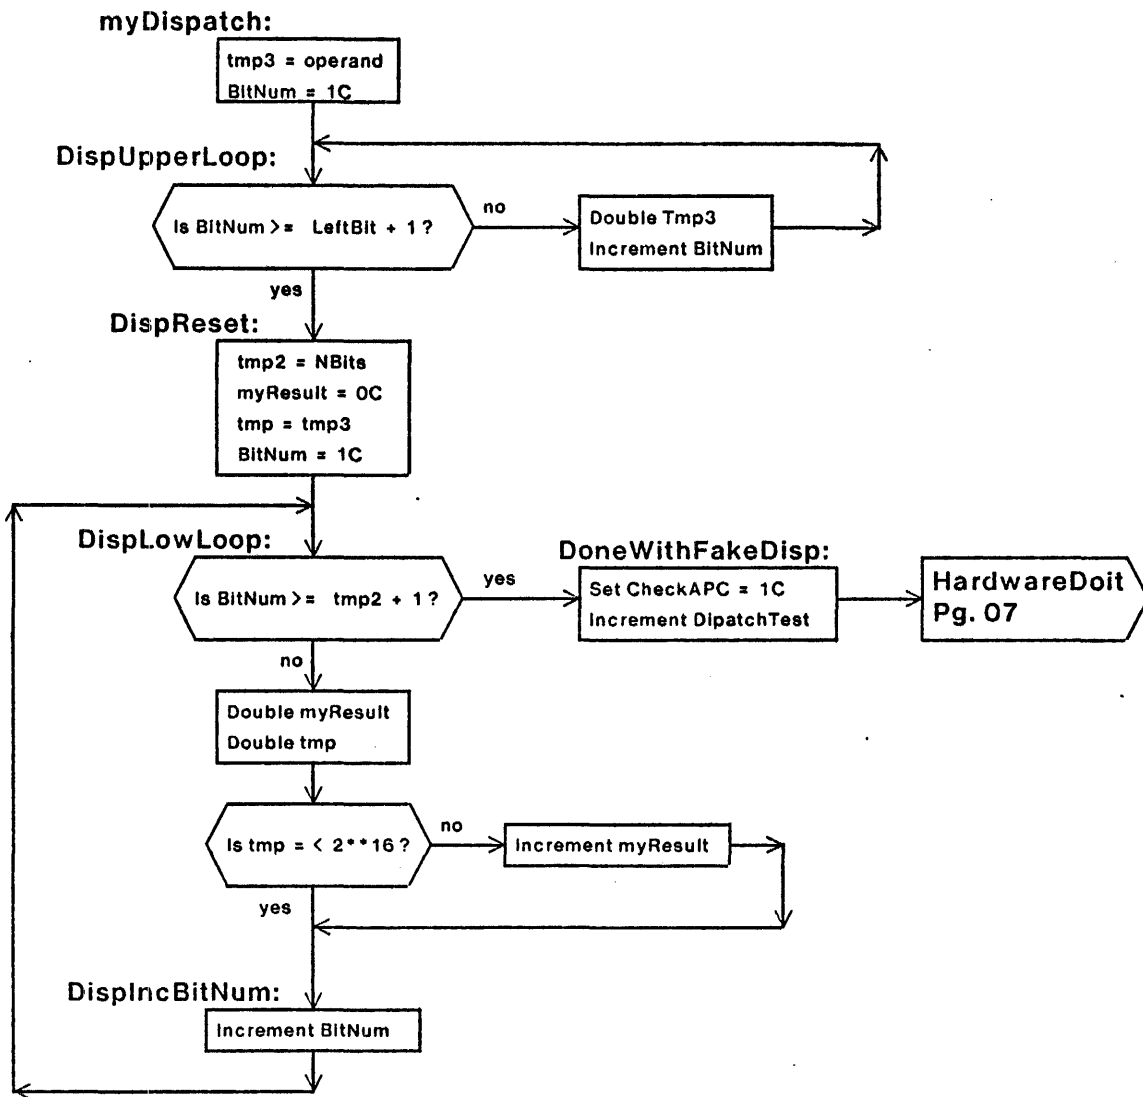 myDispatch:
tmp3 = operand
BitNum = 1C
DispUpperLoop:
Is BitNum >= LeftBit + 1 ?
no
Double Tmp3
Increment BitNum
yes
DispReset:
tmp2 = NBits
myResult = 0C
tmp = tmp3
BitNum = 1C
DispLowLoop:
Is BitNum >= tmp2 + 1 ?
yes
DoneWithFakeDisp:
Set CheckAPC = 1C
Increment DipatchTest
HardwareDoit
Pg. 07
no
Double myResult
Double tmp
Is tmp = < 2**16 ?
no
Increment myResult
yes
DispIncBitNum:
Increment BitNum